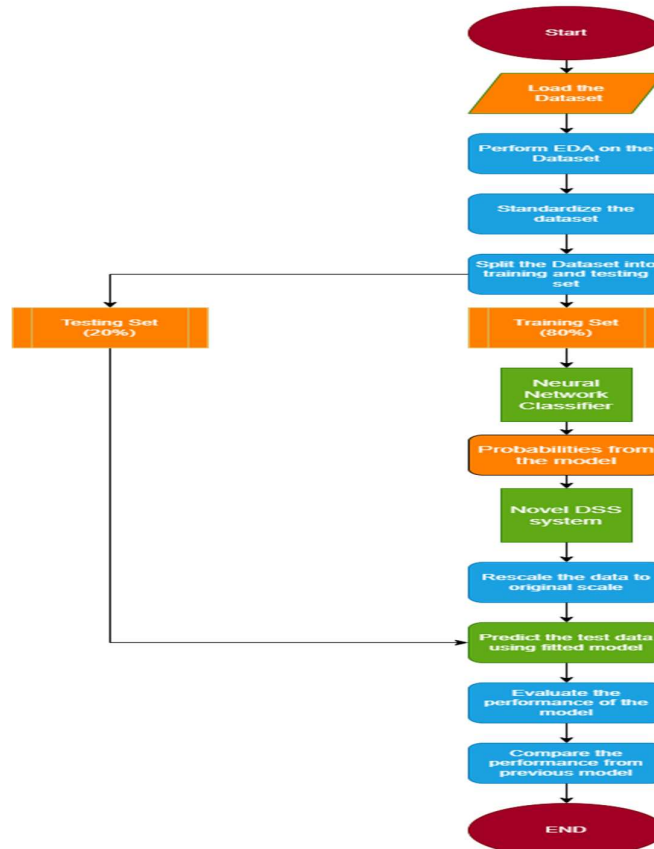 Start
Load the
Dataset
Perform EDA on the
Dataset
Standardize the
dataset
Split the Dataset into
training and testing
set
Testing Set
(20%)
Training Set
(80%)
Neural
Network
Classifier
Probabilities from
the model
Novel DSS
system
Rescale the data to
original scale
Predict the test data
using fitted model
Evaluate the
performance of the
model
Compare the
performance from
previous model
END